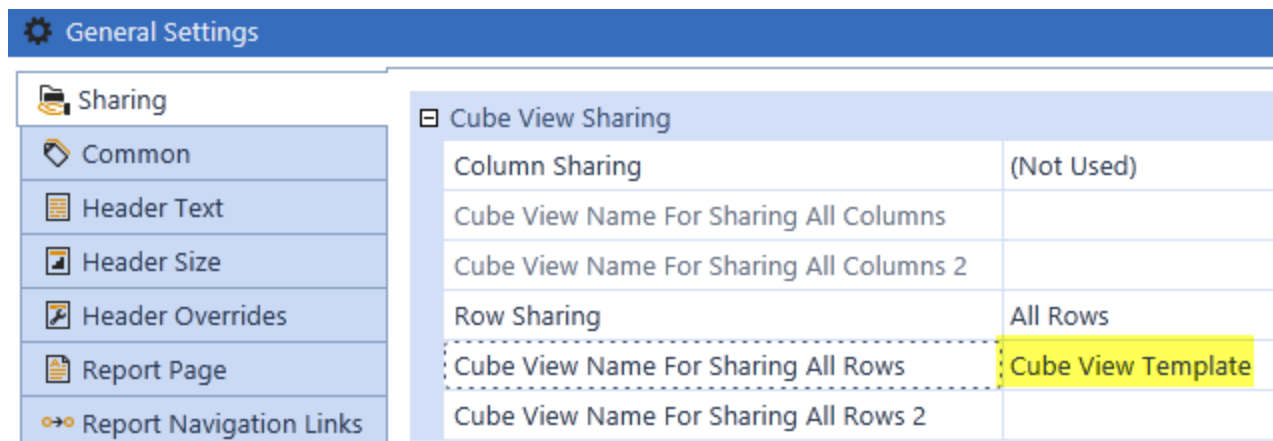 General Settings
Sharing
Common
Header Text
Header Size
Header Overrides
Report Page
Report Navigation Links
Cube View Sharing
Column Sharing (Not Used)
Cube View Name For Sharing All Columns
Cube View Name For Sharing All Columns 2
Row Sharing All Rows
Cube View Name For Sharing All Rows Cube View Template
Cube View Name For Sharing All Rows 2